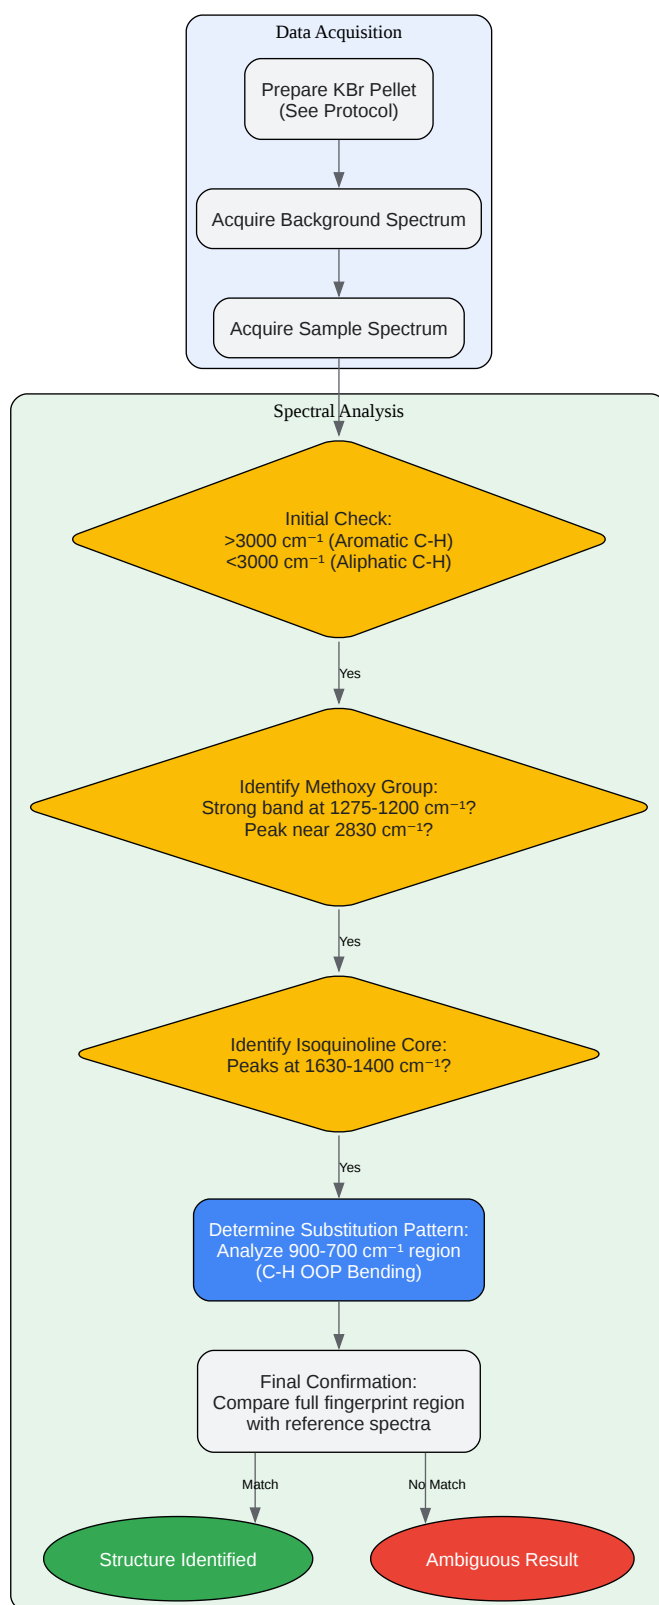 Data Acquisition
Prepare KBr Pellet
(See Protocol)
Acquire Background Spectrum
Acquire Sample Spectrum
Spectral Analysis
Initial Check:
>3000 cm⁻¹ (Aromatic C-H)
<3000 cm⁻¹ (Aliphatic C-H)
Yes
Identify Methoxy Group:
Strong band at 1275-1200 cm⁻¹?
Peak near 2830 cm⁻¹?
Yes
Identify Isoquinoline Core:
Peaks at 1630-1400 cm⁻¹?
Yes
Determine Substitution Pattern:
Analyze 900-700 cm⁻¹ region
(C-H OOP Bending)
Final Confirmation:
Compare full fingerprint region
with reference spectra
Match
No Match
Structure Identified
Ambiguous Result